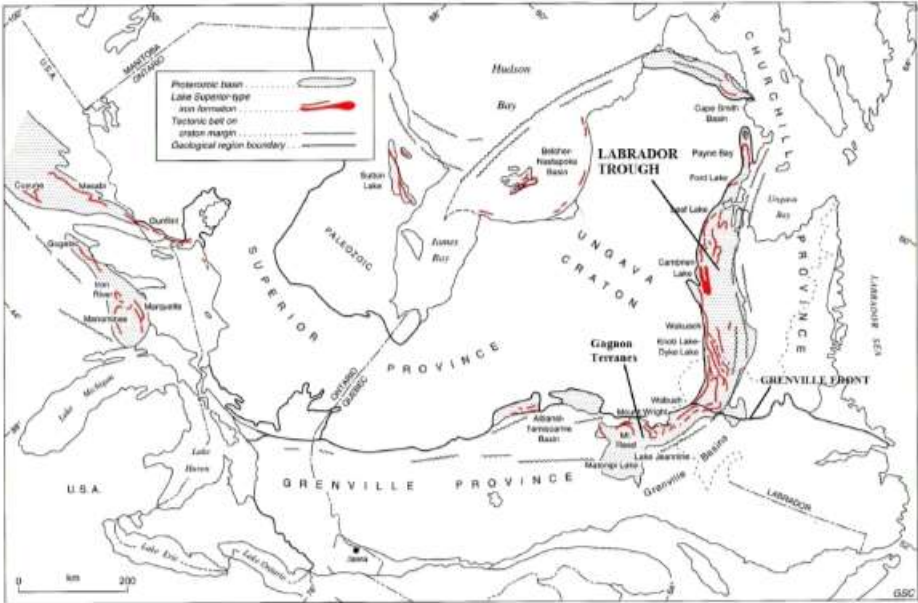 U.S.A.
MANITOBA
ONTARIO
Hudson
Bay
CHURCHILL
PROVINCE
Proterozoic basin
Lake Superior-type
iron formation
Tectonic belt on
craton margin
Geological region boundary
Cape Smith
Basin
Payne Bay
LABRADOR
TROUGH
Ford Lake
Leaf Lake
Ungava
Bay
Belcher-
Nastapoka
Basin
Sutton
Lake
Cuyuna
Mesabi
Gunflint
Gogebic
Iron
River
Marquette
Menominee
SUPERIOR
PROVINCE
PALEOZOIC
James
Bay
UNGAVA
CRATON
Cambrien
Lake
LABRADOR SEA
Wakuach
Knob Lake-
Dyke Lake
Gagnon
Terranes
GRENVILLE FRONT
Wabush
Mount Wright
ONTARIO
QUEBEC
Albanel-
Temiscamie
Basin
Mt.
Reed
Lake Jeannine
Matonipi Lake
Grenville Basins
Lake
Michigan
Lake
Huron
U.S.A.
GRENVILLE PROVINCE
LABRADOR
Lake Erie
Lake Ontario
0 200
km
GSC